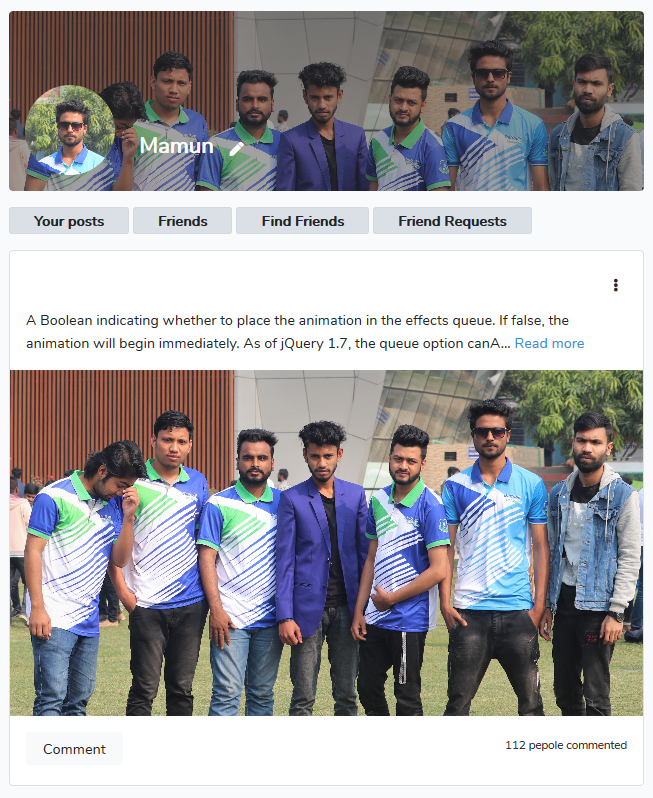 Mamun
Your posts
Friends
Find Friends
Friend Requests
A Boolean indicating whether to place the animation in the effects queue. If false, the
animation will begin immediately. As of jQuery 1.7, the queue option canA... Read more
Comment
112 pepole commented